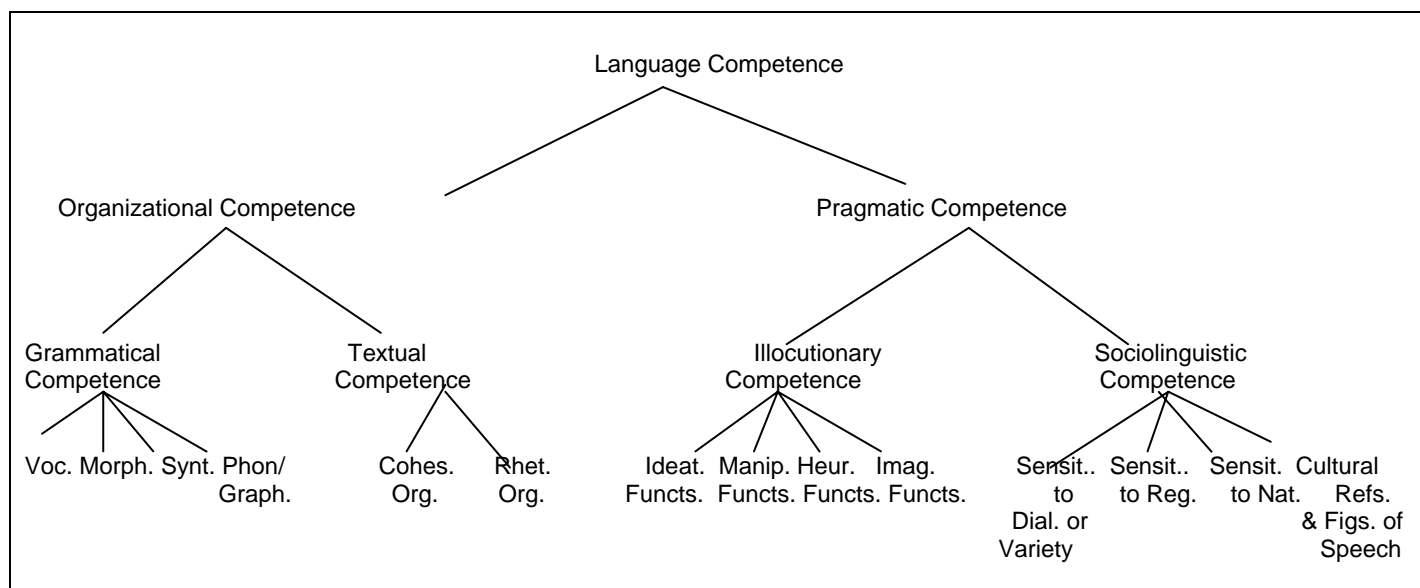 Language Competence
Organizational Competence
Pragmatic Competence
Grammatical
Competence
Textual
Competence
Illocutionary
Competence
Sociolinguistic
Competence
Voc. Morph. Synt. Phon/
Graph.
Cohes.
Org.
Rhet.
Org.
Ideat. Manip. Heur. Imag.
Functs. Functs. Functs. Functs.
Sensit..
to
Dial. or
Variety
Sensit..
to Reg.
Sensit.
to Nat.
Cultural
Refs.
& Figs. of
Speech